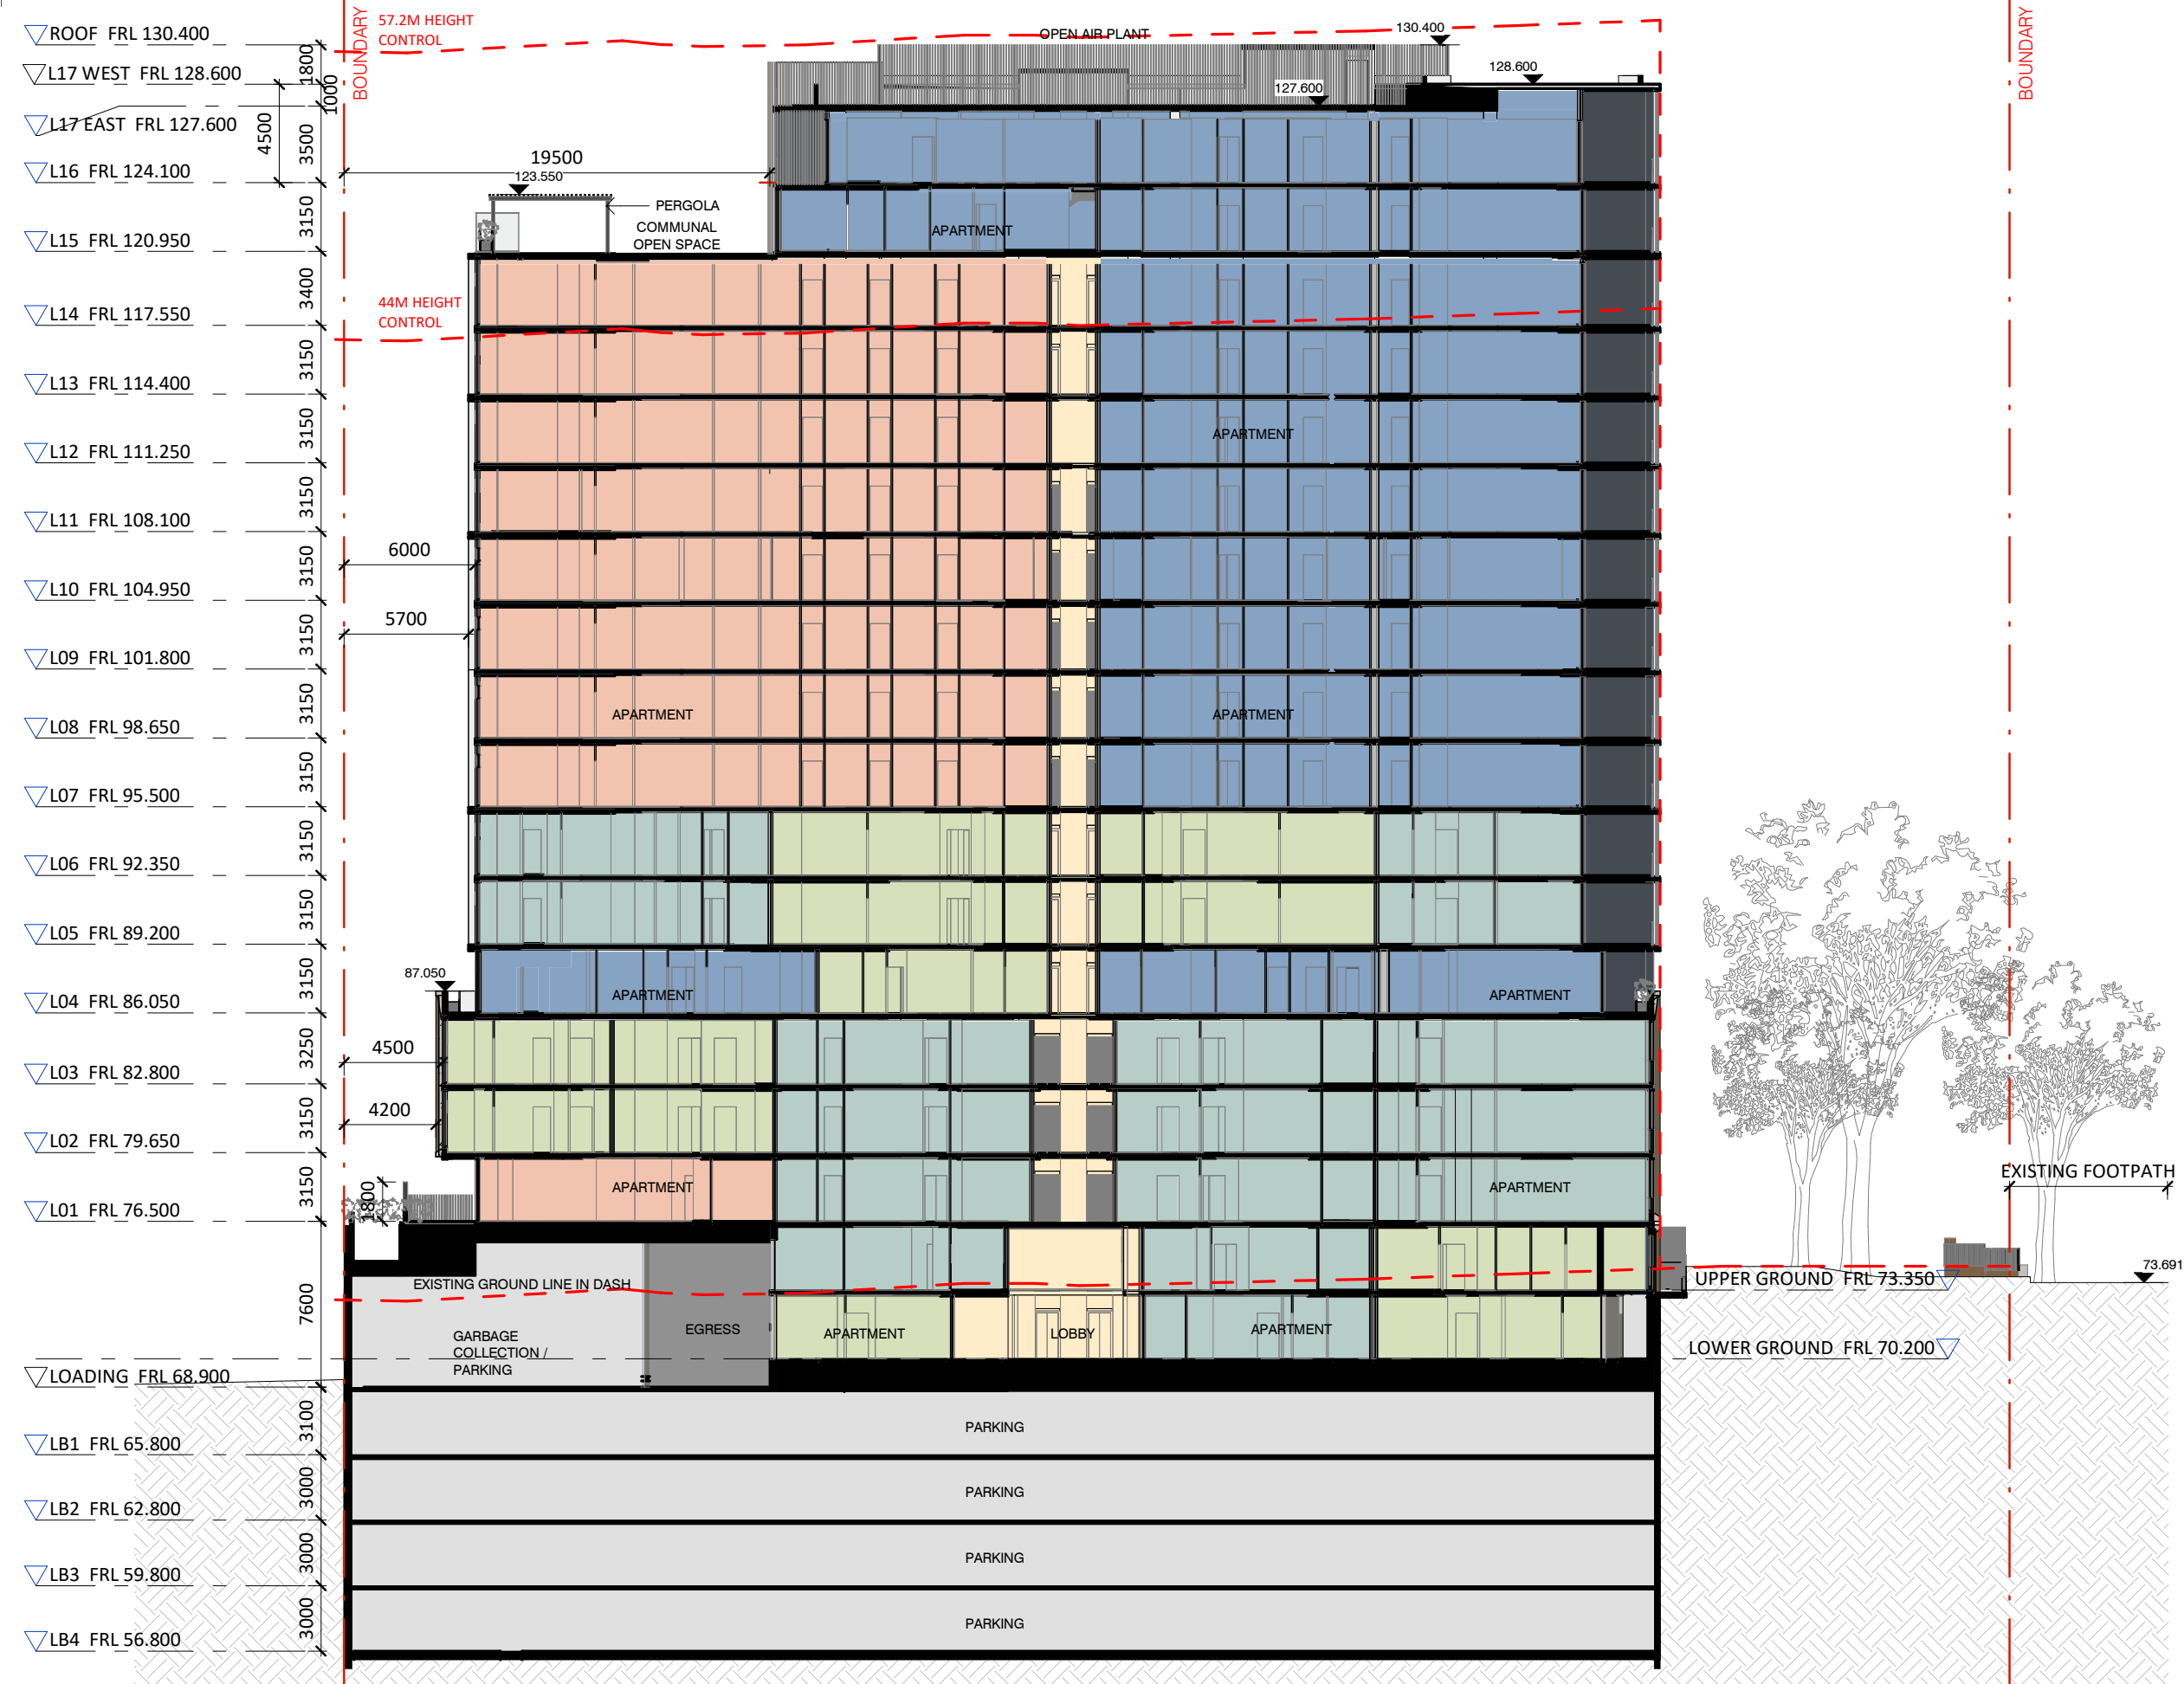 ROOF FRL 130.400
L17 WEST FRL 128.600
L17 EAST FRL 127.600
L16 FRL 124.100
L15 FRL 120.950
L14 FRL 117.550
L13 FRL 114.400
L12 FRL 111.250
L11 FRL 108.100
L10 FRL 104.950
L09 FRL 101.800
L08 FRL 98.650
L07 FRL 95.500
L06 FRL 92.350
L05 FRL 89.200
L04 FRL 86.050
L03 FRL 82.800
L02 FRL 79.650
L01 FRL 76.500
LOADING FRL 68.900
LB1 FRL 65.800
LB2 FRL 62.800
LB3 FRL 59.800
LB4 FRL 56.800
1800
1000
4500
3500
3150
3400
3150
3150
3150
3150
3150
3150
3150
3150
3150
3150
3250
3150
3150
7600
3100
3000
3000
3000
BOUNDARY
57.2M HEIGHT
CONTROL
OPEN AIR PLANT
130.400
128.600
127.600
BOUNDARY
19500
123.550
PERGOLA
COMMUNAL
OPEN SPACE
APARTMENT
44M HEIGHT
CONTROL
APARTMENT
6000
5700
APARTMENT
APARTMENT
87.050
APARTMENT
APARTMENT
4500
4200
1800
APARTMENT
APARTMENT
EXISTING FOOTPATH
73.691
EXISTING GROUND LINE IN DASH
UPPER GROUND FRL 73.350
GARBAGE
COLLECTION /
PARKING
EGRESS
APARTMENT
LOBBY
APARTMENT
LOWER GROUND FRL 70.200
PARKING
PARKING
PARKING
PARKING